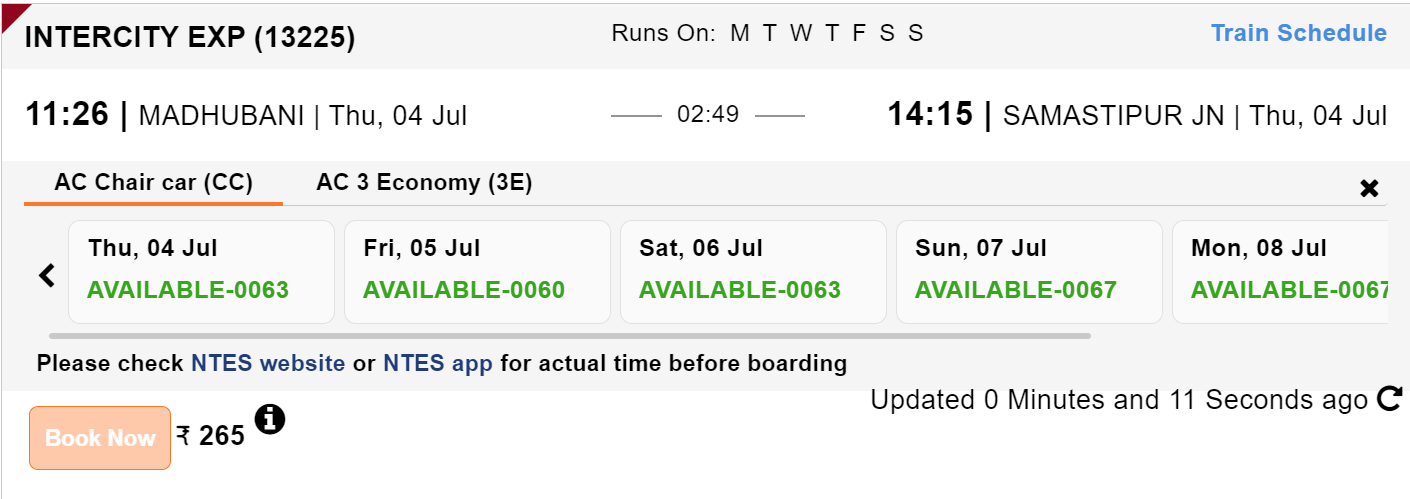 INTERCITY EXP (13225) Runs On: M T W T F S S Train Schedule
11:26 | MADHUBANI | Thu, 04 Jul 02:49 14:15 | SAMASTIPUR JN | Thu, 04 Jul
AC Chair car (CC) AC 3 Economy (3E)
Thu, 04 Jul Fri, 05 Jul Sat, 06 Jul Sun, 07 Jul Mon, 08 Jul
AVAILABLE-0063 AVAILABLE-0060 AVAILABLE-0063 AVAILABLE-0067 AVAILABLE-0067
Please check NTES website or NTES app for actual time before boarding
Updated 0 Minutes and 11 Seconds ago
Book Now ₹ 265